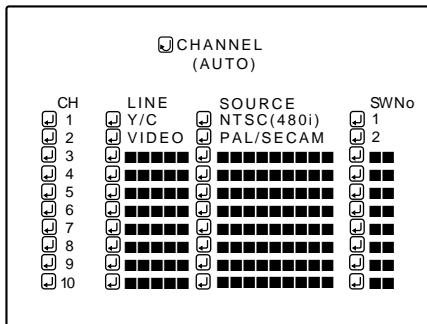 CHANNEL
(AUTO)
CH LINE SOURCE SWNo
1 Y/C NTSC(480i) 1
2 VIDEO PAL/SECAM 2
3
4
5
6
7
8
9
10